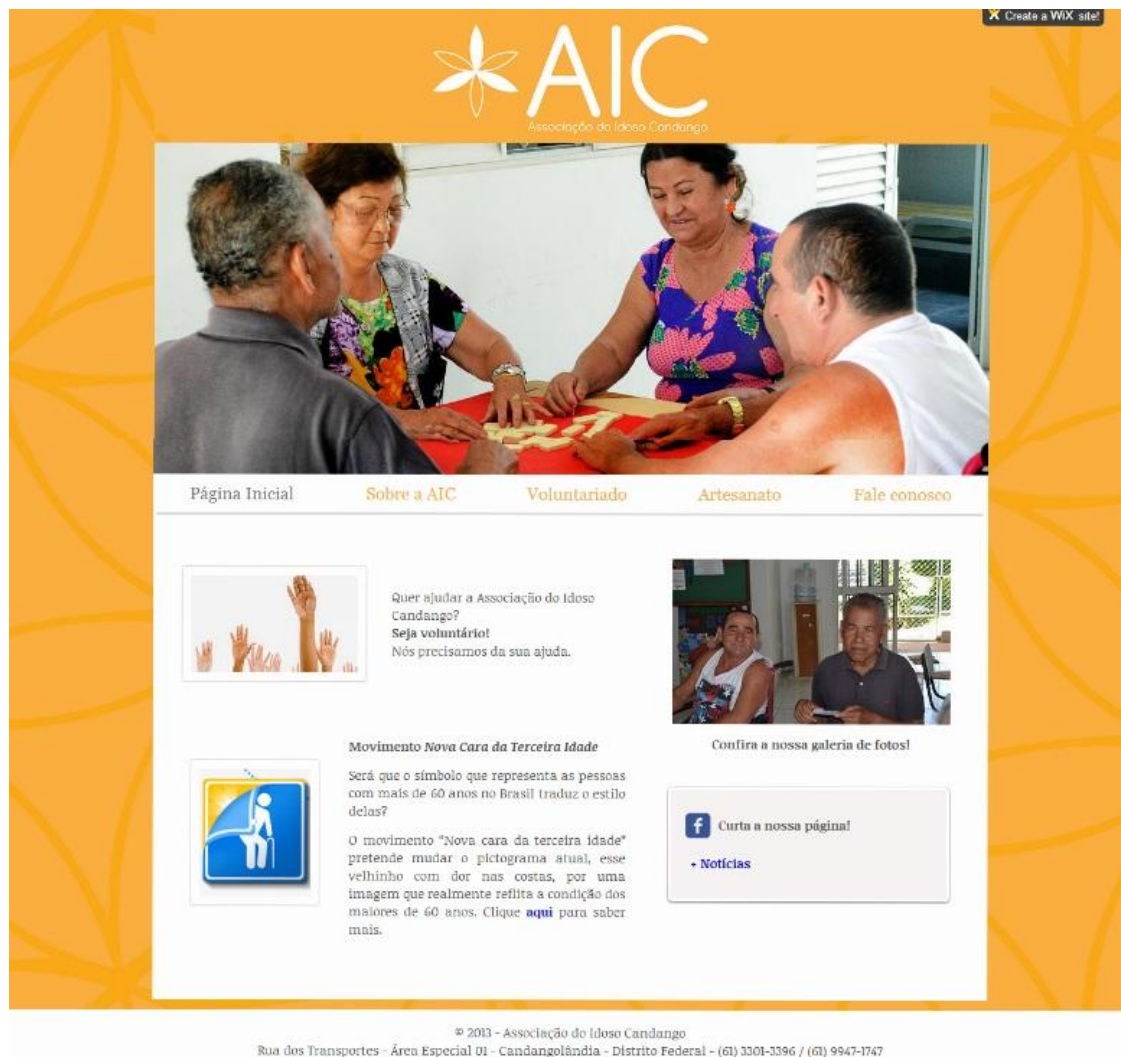 Create a WiX site!
AIC
Associação do Idoso Candango
Página Inicial
Sobre a AIC
Voluntariado
Artesanato
Fale conosco
Quer ajudar a Associação do Idoso
Candango?
Seja voluntário!
Nós precisamos da sua ajuda.
Confira a nossa galeria de fotos!
Movimento Nova Cara da Terceira Idade
Será que o símbolo que representa as pessoas
com mais de 60 anos no Brasil traduz o estilo
delas?
O movimento "Nova cara da terceira idade"
pretende mudar o pictograma atual, esse
velhinho com dor nas costas, por uma
imagem que realmente reflita a condição dos
maiores de 60 anos. Clique aqui para saber
mais.
f Curta a nossa página!
+ Notícias
© 2013 - Associação do Idoso Candango
Rua dos Transportes - Área Especial 01 - Candangolândia - Distrito Federal - (61) 3301-3396 / (61) 9947-1747